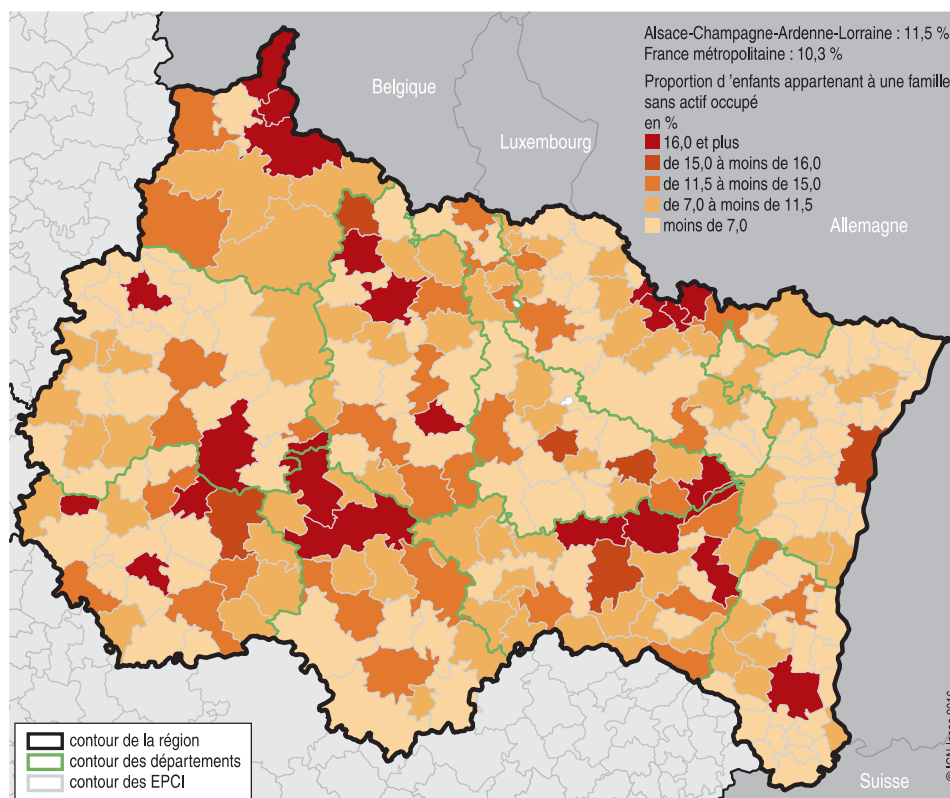 Alsace-Champagne-Ardenne-Lorraine : 11,5 %
France métropolitaine : 10,3 %
Proportion d 'enfants appartenant à une famille
sans actif occupé
en %
16,0 et plus
de 15,0 à moins de 16,0
de 11,5 à moins de 15,0
de 7,0 à moins de 11,5
moins de 7,0
Belgique
Luxembourg
Allemagne
contour de la région
contour des départements
contour des EPCI
Suisse